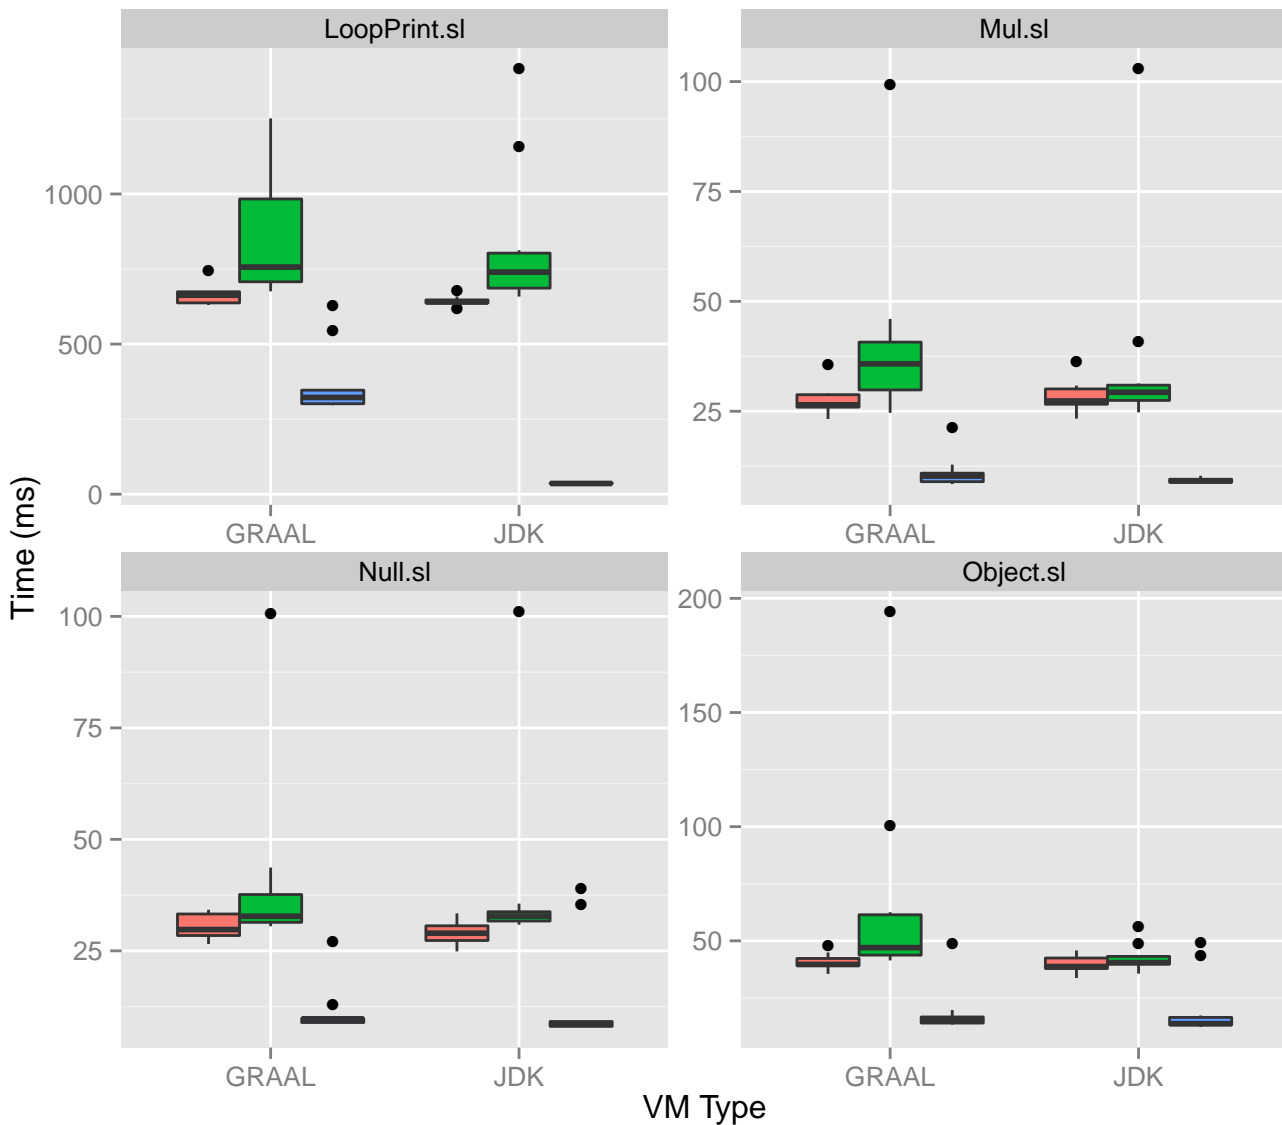 LoopPrint.sl
Mul.sl
1000
500
0
100
75
50
25
GRAAL
JDK
GRAAL
JDK
Time (ms)
Null.sl
Object.sl
100
75
50
25
200
150
100
50
GRAAL
JDK
GRAAL
JDK
VM Type